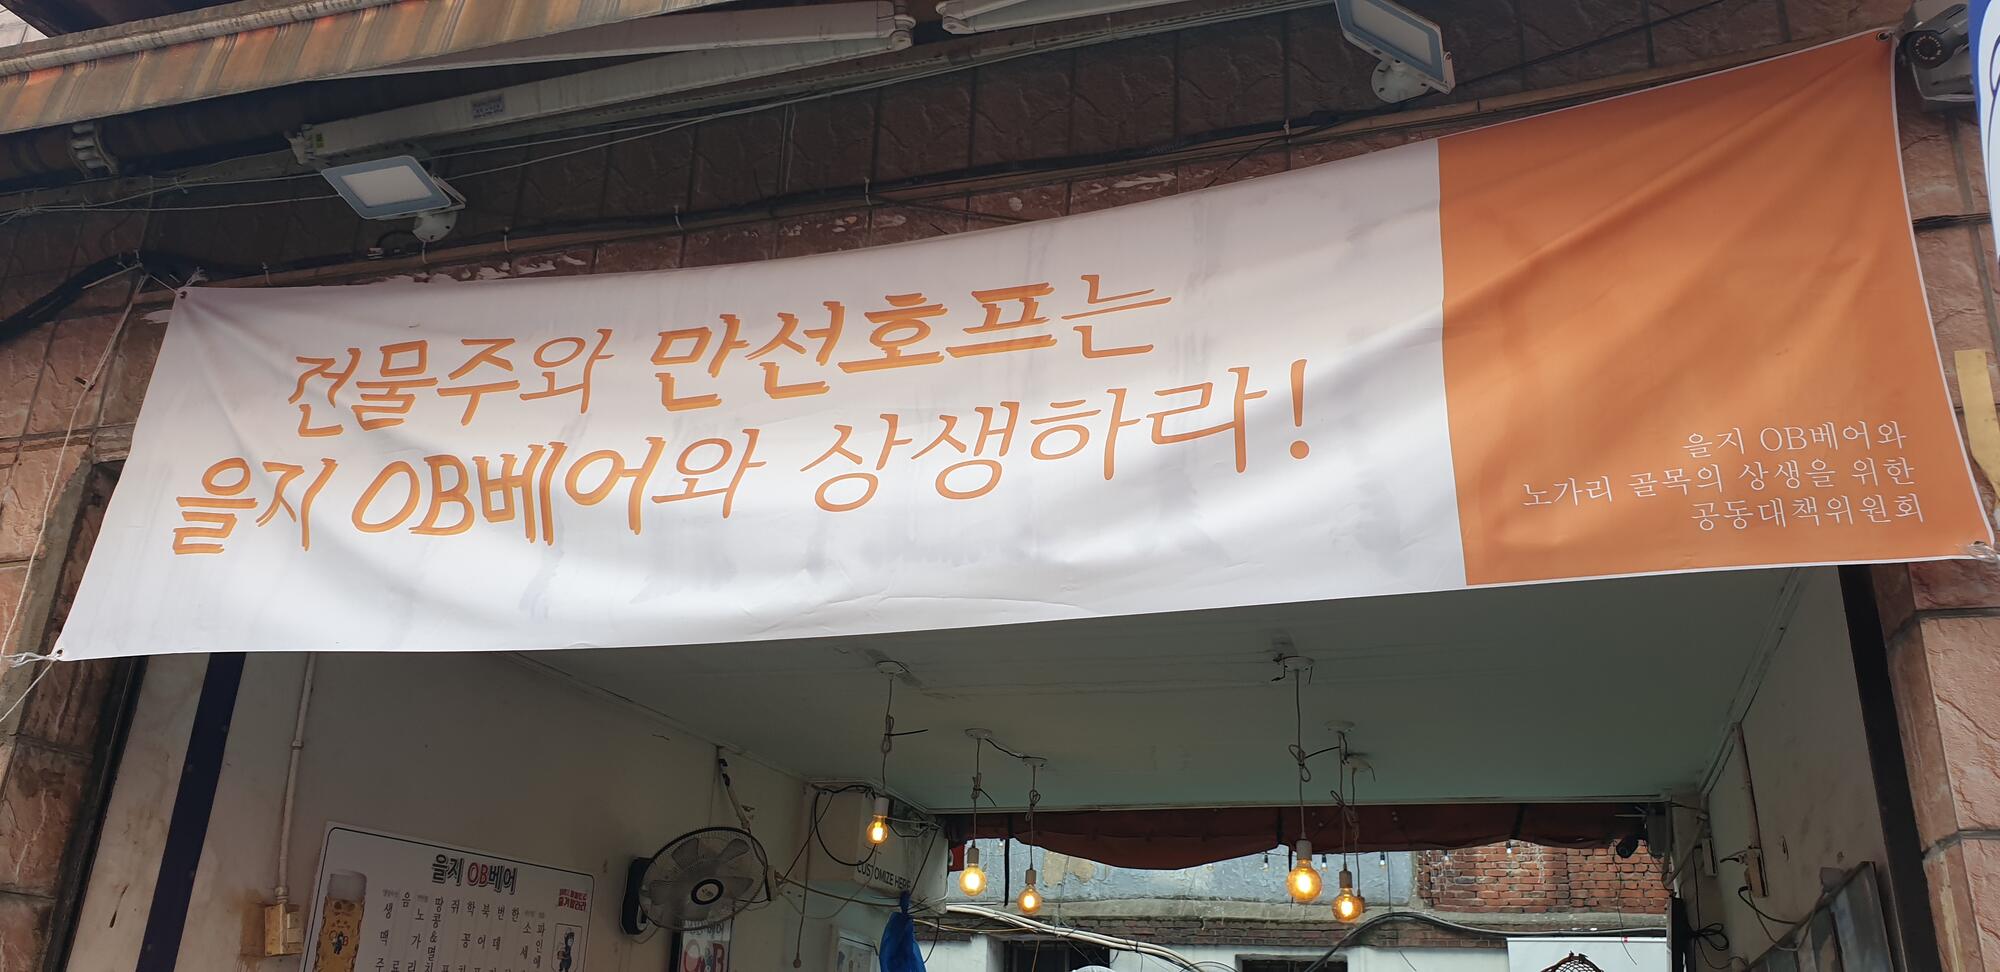 건물주와 만선호프는
을지 OB베어와 상생하라!
을지 OB베어와
노가리 골목의 상생을 위한
공동대책위원회
을지 OB베어
CUSTOMIZE HERE